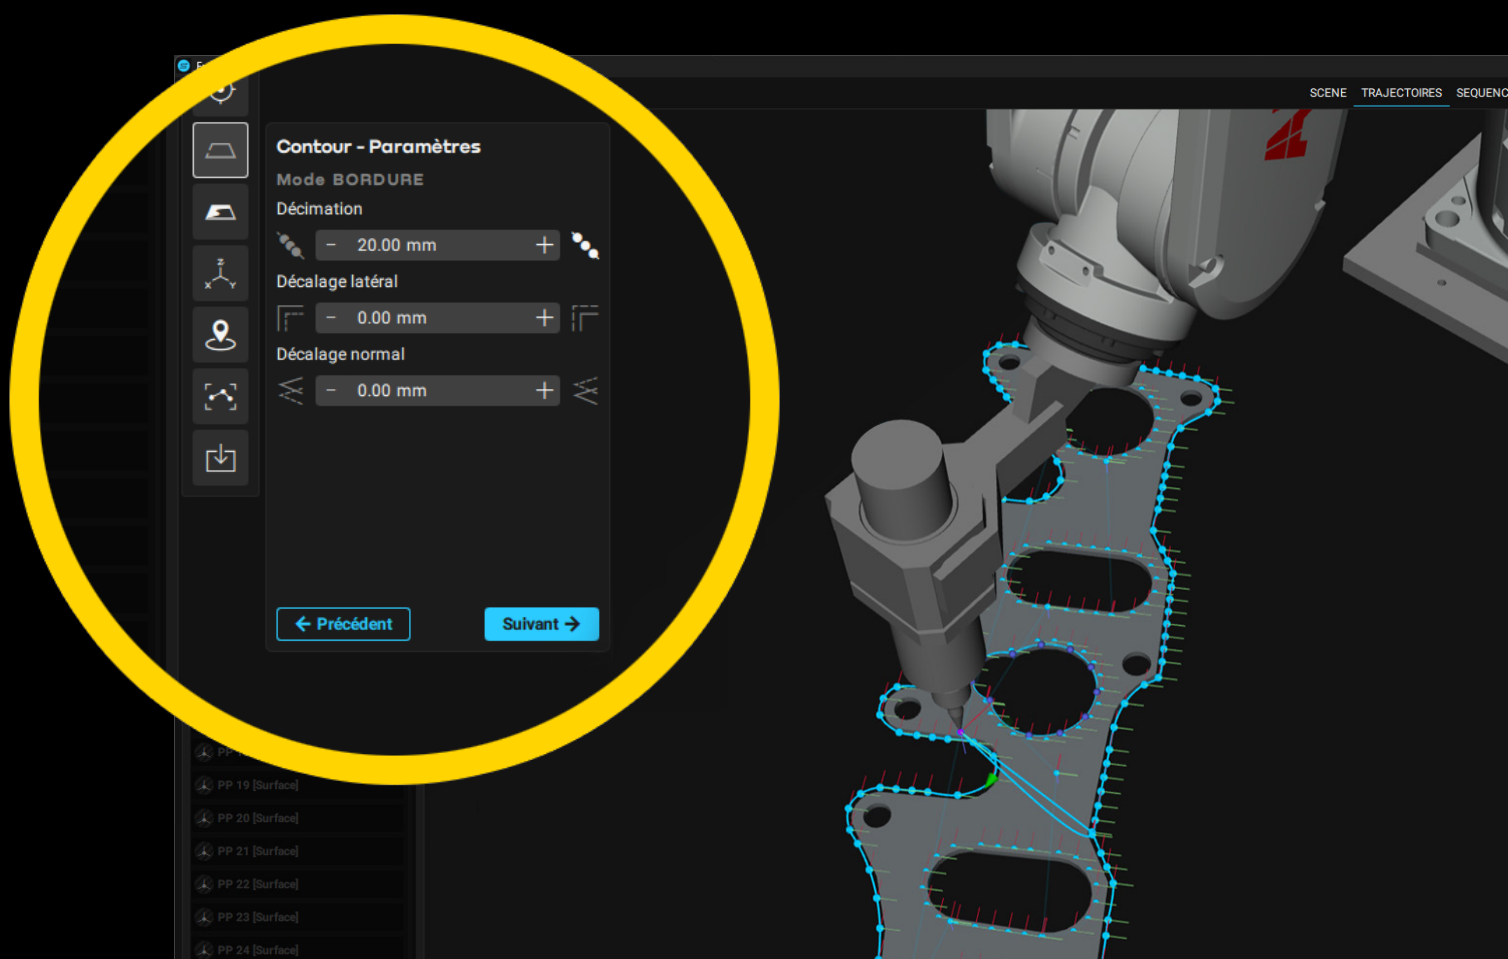 SCENE TRAJECTOIRES
Contour - Paramètres
Mode BORDURE
Décimation
− 20.00 mm +
Décalage latéral
− 0.00 mm +
Décalage normal
− 0.00 mm +
Z
X Y
← Précédent
Suivant →
PP
PP 19 [Surface]
PP 20 [Surface]
PP 21 [Surface]
PP 22 [Surface]
PP 23 [Surface]
PP 24 [Surface]